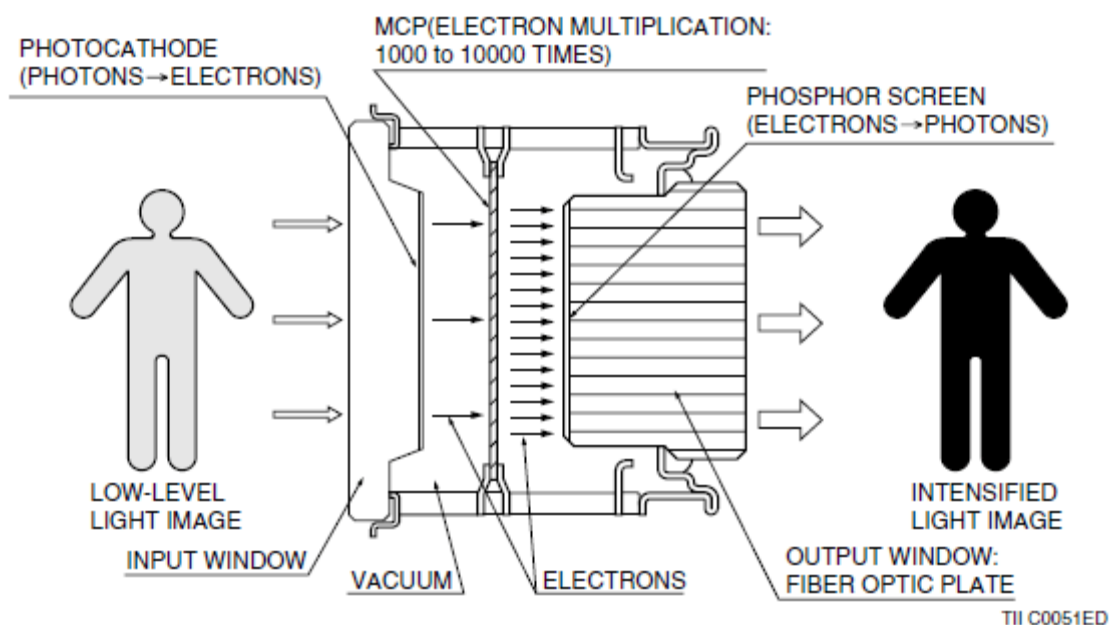 MCP(ELECTRON MULTIPLICATION:
1000 to 10000 TIMES)
PHOTOCATHODE
(PHOTONS→ELECTRONS)
PHOSPHOR SCREEN
(ELECTRONS→PHOTONS)
LOW-LEVEL
LIGHT IMAGE
INTENSIFIED
LIGHT IMAGE
INPUT WINDOW
VACUUM
ELECTRONS
OUTPUT WINDOW:
FIBER OPTIC PLATE
TII C0051ED